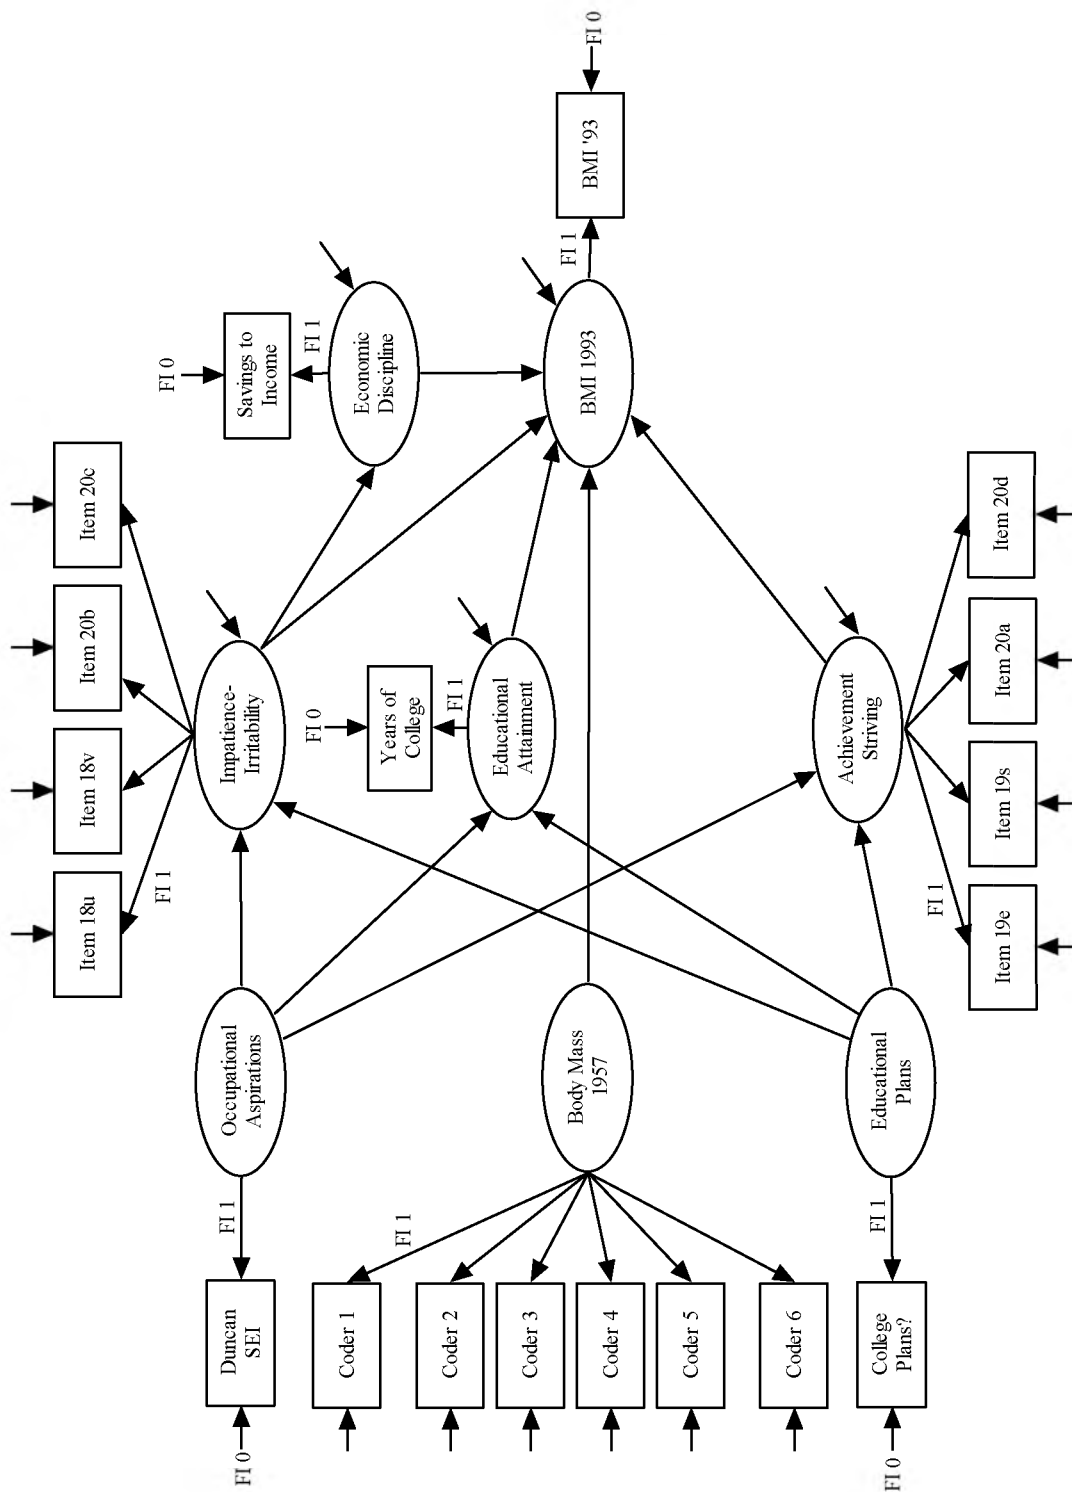 Item 18u
Item 18v
Item 20b
Item 20c
FI 1
FI 0
FI 0
Duncan
SEI
FI 1
Occupational
Aspirations
Impatience-
Irritability
Savings to
Income
FI 1
FI 0
Coder 1
Economic
Discipline
Years of
College
FI 1
Coder 2
FI 1
Educational
Attainment
Coder 3
Body Mass
1957
BMI 1993
FI 1
BMI '93
FI 0
Coder 4
Coder 5
Coder 6
Achievement
Striving
FI 0
College
Plans?
FI 1
Educational
Plans
FI 1
Item 19e
Item 19s
Item 20a
Item 20d